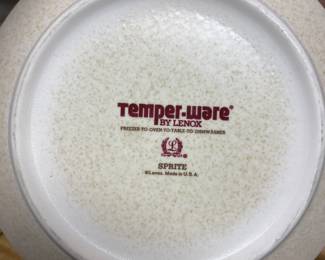 Temper-ware®
BY LENOX
FREEZER-TO-OVEN-TO-TABLE-TO-DISHWASHER
L
SPRITE
©Lenox. Made in U.S.A.